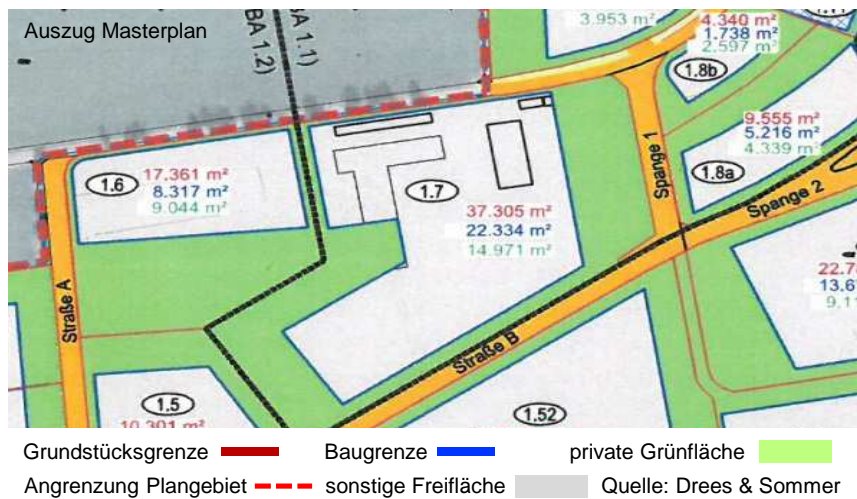 Auszug Masterplan
BA 1.1)
BA 1.2)
3.953 m²
4.340 m²
1.738 m²
2.597 m²
1.8b
9.555 m²
5.216 m²
4.339 m²
1.8a
Spange 1
Spange 2
1.6
17.361 m²
8.317 m²
9.044 m²
1.7
37.305 m²
22.334 m²
14.971 m²
Straße A
Straße B
1.5
10.301 m²
1.52
Grundstücksgrenze
Baugrenze
private Grünfläche
Angrenzung Plangebiet
sonstige Freifläche
Quelle: Drees & Sommer